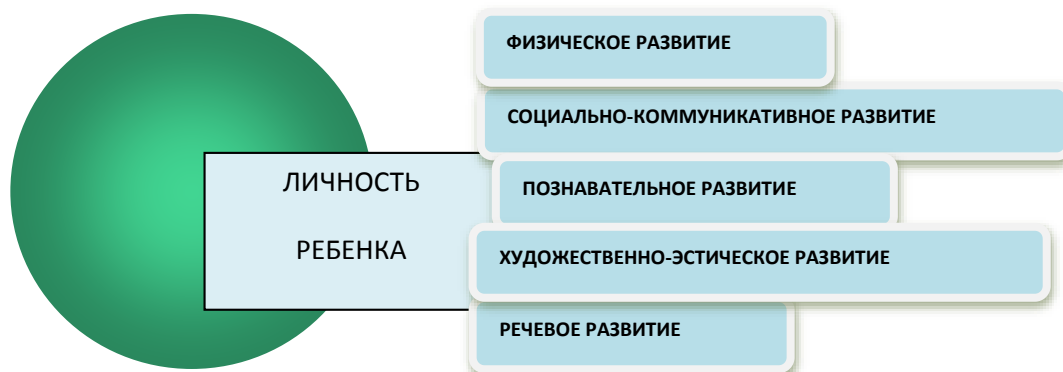 ФИЗИЧЕСКОЕ РАЗВИТИЕ
СОЦИАЛЬНО-КОММУНИКАТИВНОЕ РАЗВИТИЕ
ЛИЧНОСТЬ
РЕБЕНКА
ПОЗНАВАТЕЛЬНОЕ РАЗВИТИЕ
ХУДОЖЕСТВЕННО-ЭСТИЧЕСКОЕ РАЗВИТИЕ
РЕЧЕВОЕ РАЗВИТИЕ